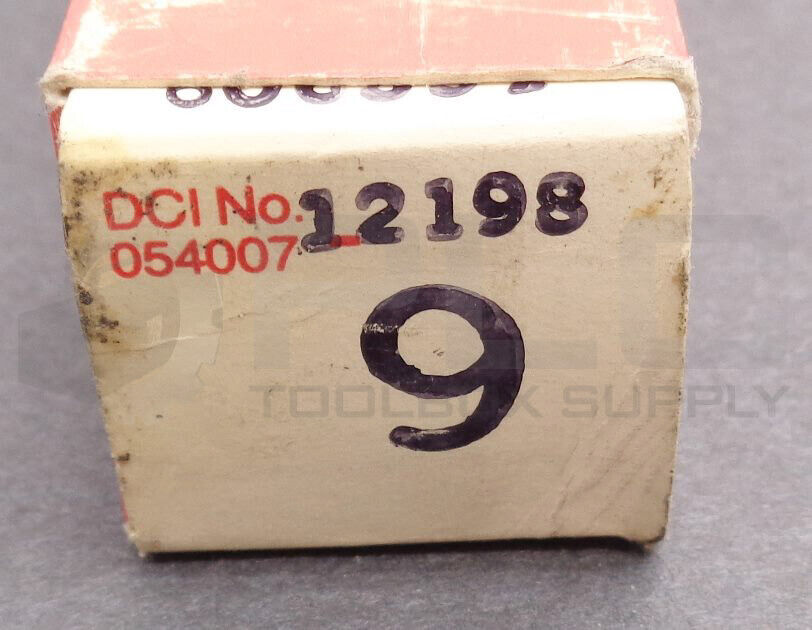 DCI No. 12198
054007-
9
TOOLBOX SUPPLY